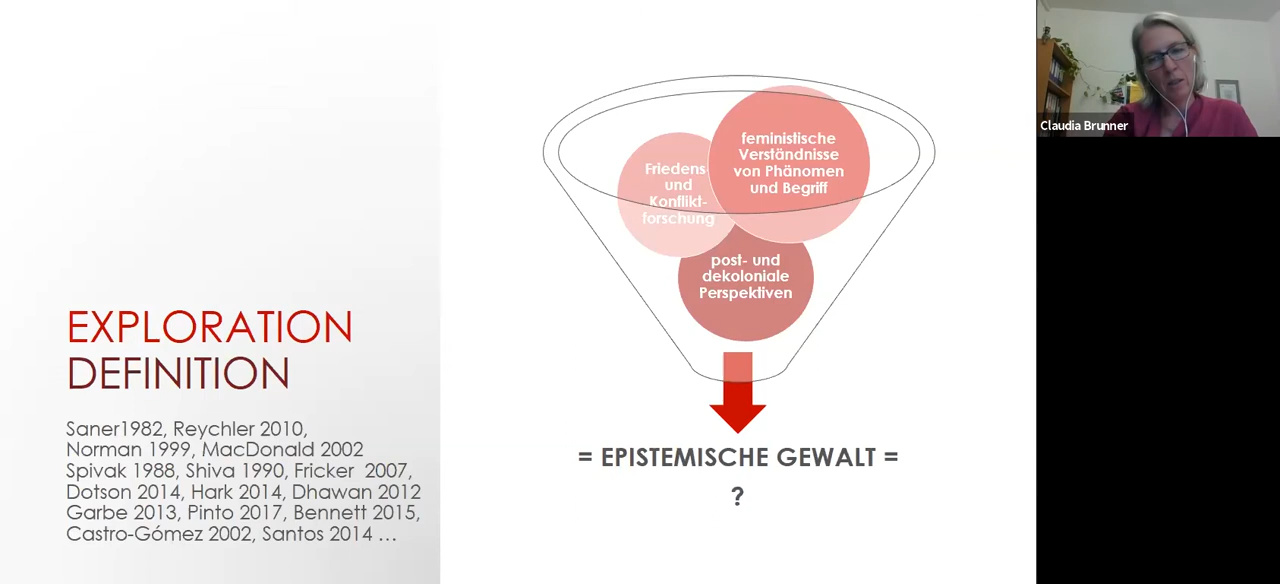 EXPLORATION
DEFINITION
Saner1982, Reychler 2010,
Norman 1999, MacDonald 2002
Spivak 1988, Shiva 1990, Fricker 2007,
Dotson 2014, Hark 2014, Dhawan 2012
Garbe 2013, Pinto 2017, Bennett 2015,
Castro-Gómez 2002, Santos 2014 …
Friedens-
und
Konflikt-
forschung
feministische
Verständnisse
von Phänomen
und Begriff
post- und
dekoloniale
Perspektiven
= EPISTEMISCHE GEWALT =
?
Claudia Brunner